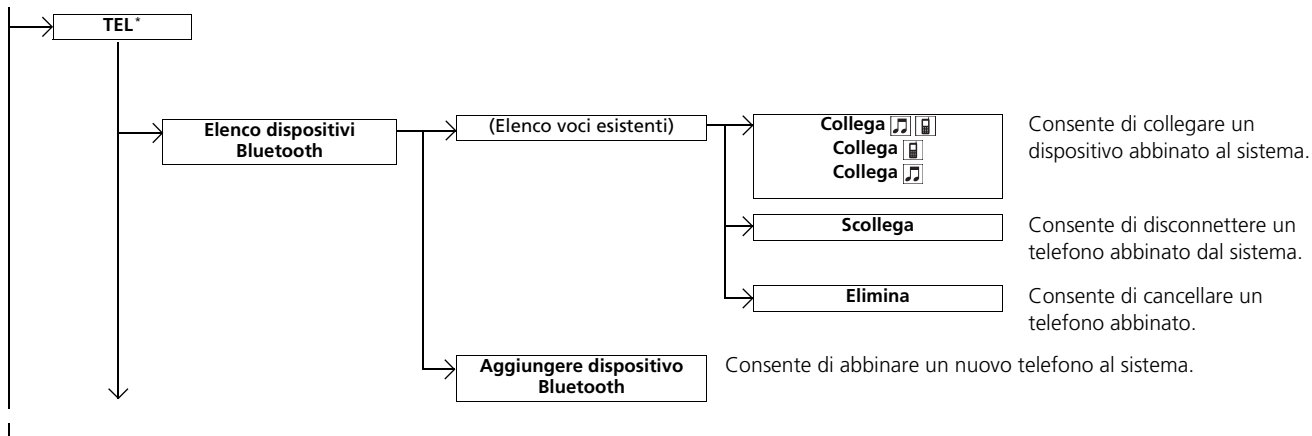 TEL*
Elenco dispositivi
Bluetooth
(Elenco voci esistenti)
Collega
Collega
Collega
Consente di collegare un
dispositivo abbinato al sistema.
Scollega
Consente di disconnettere un
telefono abbinato dal sistema.
Elimina
Consente di cancellare un
telefono abbinato.
Aggiungere dispositivo
Bluetooth
Consente di abbinare un nuovo telefono al sistema.